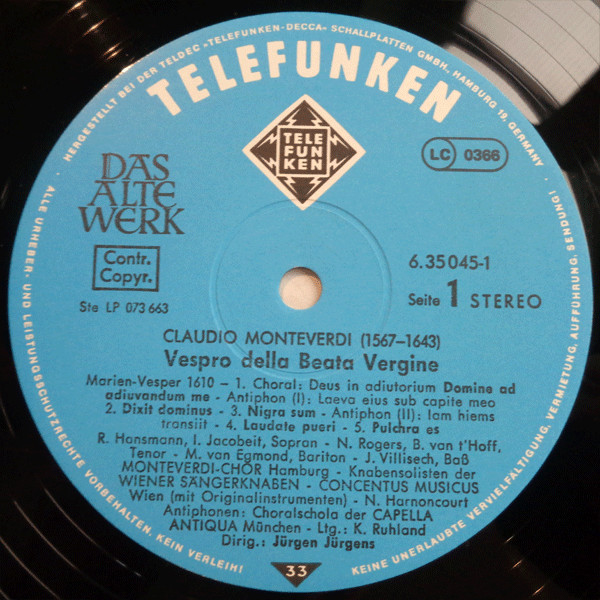 HERGESTELLT BEI DER TELDEC »TELEFUNKEN-DECCA« SCHALLPLATTEN GMBH, HAMBURG 19, GERMANY ·
TELEFUNKEN
TELE
FUN
KEN
DAS
ALTE
WERK
LC 0366
Contr.
Copyr.
6.35045-1
Ste LP 073 663
Seite 1 STEREO
CLAUDIO MONTEVERDI (1567–1643)
Vespro della Beata Vergine
Marien-Vesper 1610 – 1. Choral: Deus in adiutorium Domine ad
adiuvandum me - Antiphon (I): Laeva eius sub capite meo
2. Dixit dominus - 3. Nigra sum - Antiphon (II): Iam hiems
transiit - 4. Laudate pueri - 5. Pulchra es
R. Hansmann, I. Jacobeit, Sopran - N. Rogers, B. van t'Hoff,
Tenor - M. van Egmond, Bariton - J. Villisech, Baß
MONTEVERDI-CHOR Hamburg - Knabensolisten der
WIENER SÄNGERKNABEN - CONCENTUS MUSICUS
Wien (mit Originalinstrumenten) - N. Harnoncourt
Antiphonen: Choralschola der CAPELLA
ANTIQUA München - Ltg.: K. Ruhland
Dirig.: Jürgen Jürgens
33
· ALLE URHEBER- UND LEISTUNGSSCHUTZRECHTE VORBEHALTEN. KEIN VERLEIH!
KEINE UNERLAUBTE VERVIELFÄLTIGUNG, VERMIETUNG, AUFFÜHRUNG, SENDUNG!